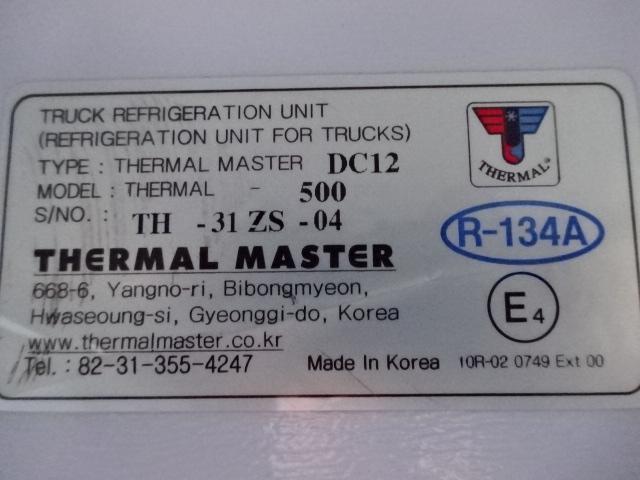 TRUCK REFRIGERATION UNIT
(REFRIGERATION UNIT FOR TRUCKS)
TYPE : THERMAL MASTER DC12
MODEL : THERMAL - 500
S/NO. : TH -31 ZS -04
THERMAL MASTER
668-6, Yangno-ri, Bibongmyeon,
Hwaseoung-si, Gyeonggi-do, Korea
www.thermalmaster.co.kr
Tel. : 82-31-355-4247
Made In Korea
THERMAL®
R-134A
E4
10R-02 0749 Ext 00